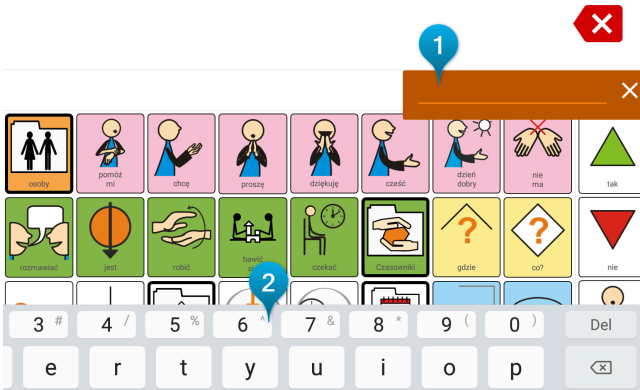 1
osoby
pomóż mi
chcę
proszę
dziękuję
cześć
dzień dobry
nie ma
tak
rozmawiać
jest
robić
bawić
czekać
Czasowniki
gdzie
?
co?
?
nie
2
3 # 4 / 5 % 6 ^ 7 & 8 * 9 ( 0 ) Del
e r t y u i o p